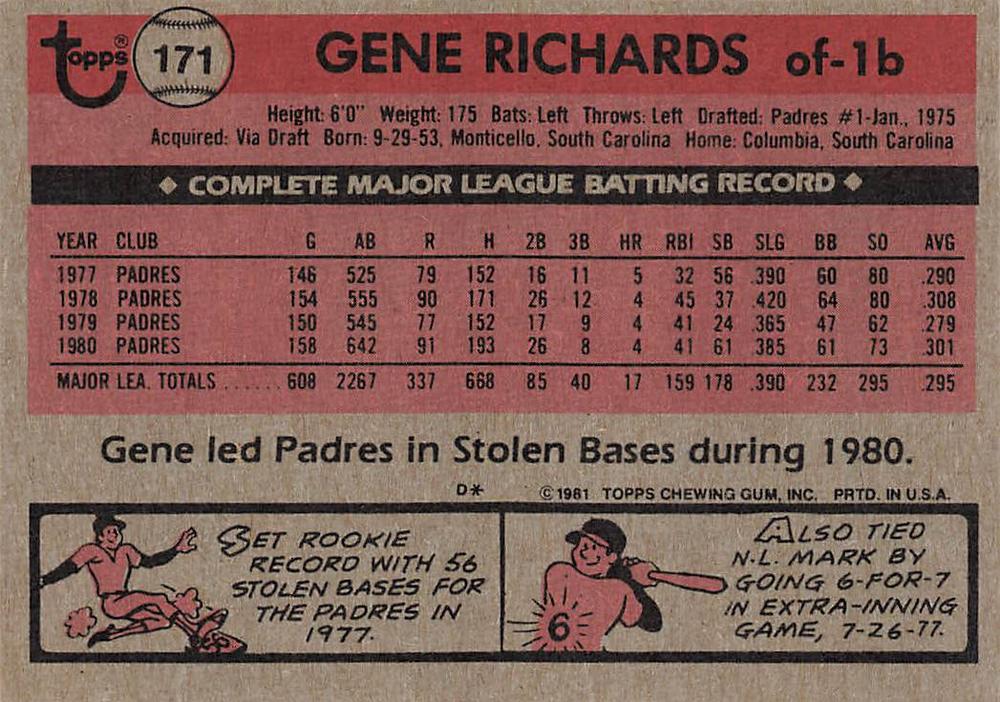 Topps® 171 GENE RICHARDS of-1b
Height: 6'0" Weight: 175 Bats: Left Throws: Left Drafted: Padres #1-Jan., 1975
Acquired: Via Draft Born: 9-29-53, Monticello, South Carolina Home: Columbia, South Carolina
◆ COMPLETE MAJOR LEAGUE BATTING RECORD ◆
YEAR CLUB G AB R H 2B 3B HR RBI SB SLG BB SO AVG
1977 PADRES 146 525 79 152 16 11 5 32 56 .390 60 80 .290
1978 PADRES 154 555 90 171 26 12 4 45 37 .420 64 80 .308
1979 PADRES 150 545 77 152 17 9 4 41 24 .365 47 62 .279
1980 PADRES 158 642 91 193 26 8 4 41 61 .385 61 73 .301
MAJOR LEA. TOTALS ...... 608 2267 337 668 85 40 17 159 178 .390 232 295 .295
Gene led Padres in Stolen Bases during 1980.
D* © 1981 TOPPS CHEWING GUM, INC. PRTD. IN U.S.A.
SET ROOKIE
RECORD WITH 56
STOLEN BASES FOR
THE PADRES IN
1977.
6
ALSO TIED
N.L. MARK BY
GOING 6-FOR-7
IN EXTRA-INNING
GAME, 7-26-77.